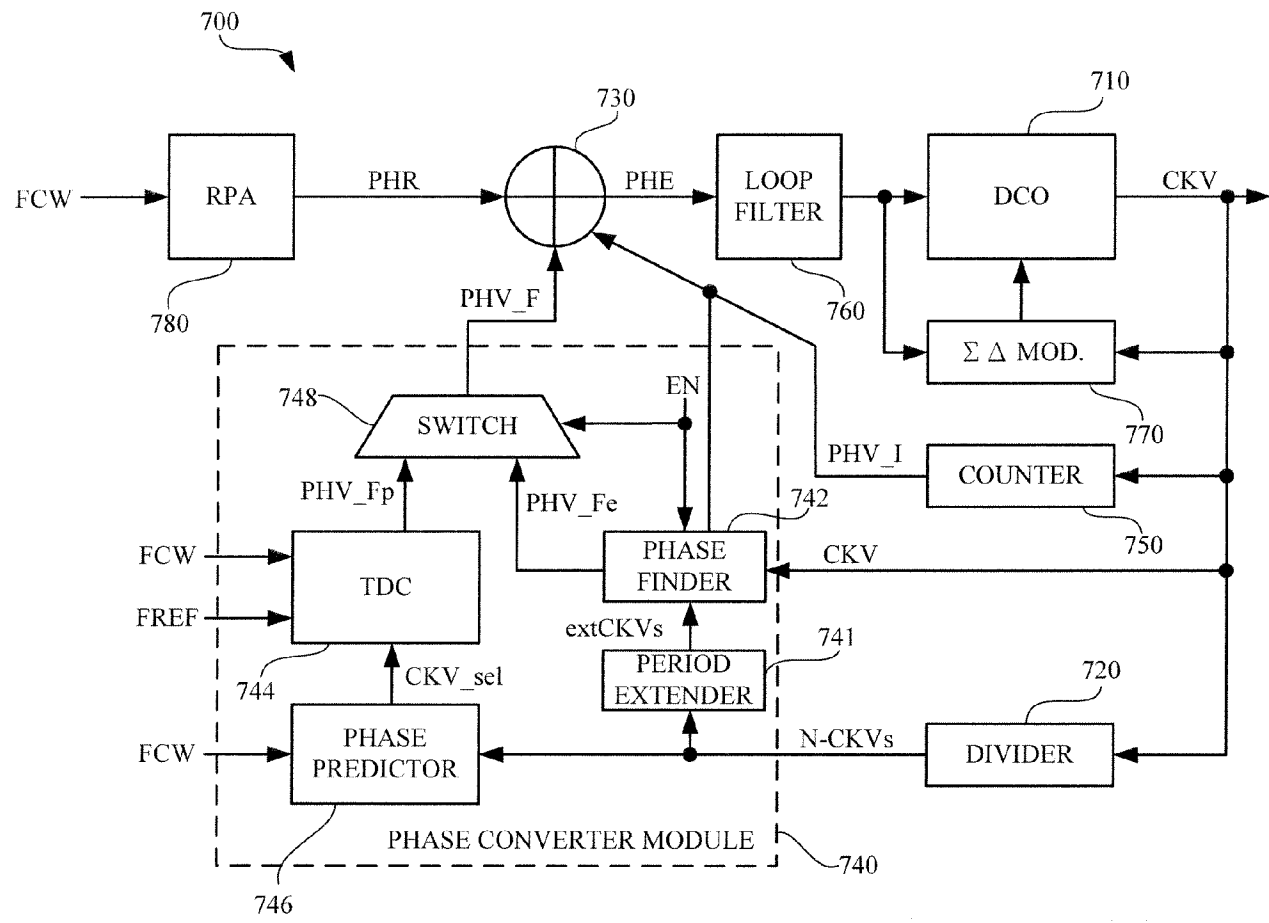 700
730
710
FCW
RPA
PHR
PHE
LOOP
FILTER
DCO
CKV
780
760
PHV_F
Σ Δ MOD.
770
EN
748
SWITCH
PHV_I
COUNTER
750
PHV_Fp
PHV_Fe
742
FCW
FREF
TDC
PHASE
FINDER
CKV
extCKVs
741
744
CKV_sel
PERIOD
EXTENDER
720
FCW
PHASE
PREDICTOR
N-CKVs
DIVIDER
PHASE CONVERTER MODULE
740
746